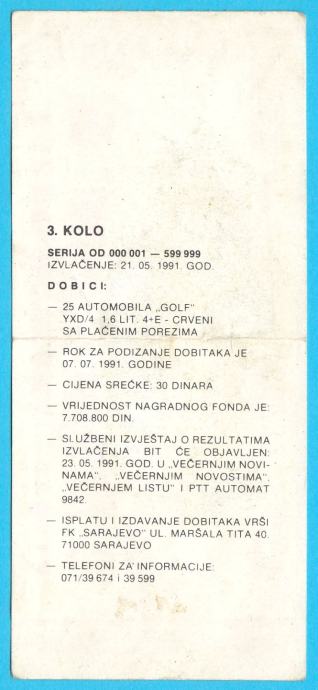 3. KOLO
SERIJA OD 000 001 — 599 999
IZVLAČENJE: 21. 05. 1991. GOD.
DOBICI:
— 25 AUTOMOBILA „GOLF"
YXD/4 1,6 LIT. 4+E - CRVENI
SA PLAĆENIM POREZIMA
— ROK ZA PODIZANJE DOBITAKA JE
07. 07. 1991. GODINE
— CIJENA SREĆKE: 30 DINARA
— VRIJEDNOST NAGRADNOG FONDA JE:
7.708.800 DIN.
— SLUŽBENI IZVJEŠTAJ O REZULTATIMA
IZVLAČENJA BIT ĆE OBJAVLJEN:
23. 05. 1991. GOD. U „VEČERNJIM NOVI-
NAMA", „VEČERNJIM NOVOSTIMA",
„VEČERNJEM LISTU" I PTT AUTOMAT
9842.
— ISPLATU I IZDAVANJE DOBITAKA VRŠI
FK „SARAJEVO" UL. MARŠALA TITA 40.
71000 SARAJEVO
— TELEFONI ZA INFORMACIJE:
071/39 674 i 39 599